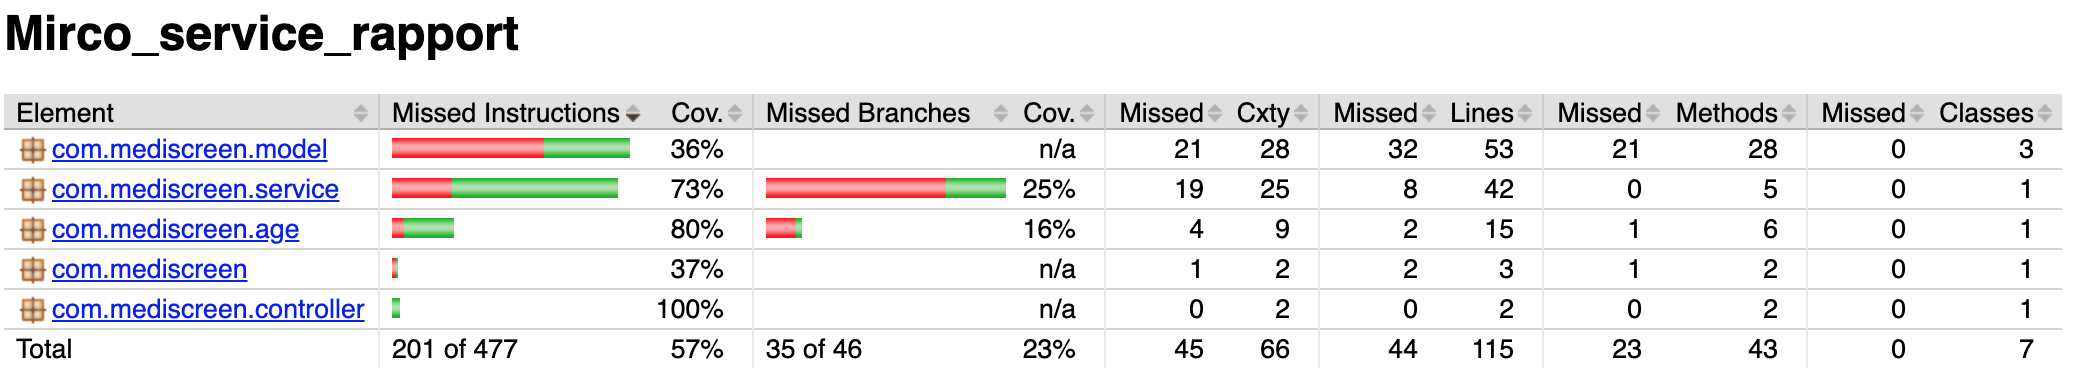 Mirco_service_rapport
Element Missed Instructions Cov. Missed Branches Cov. Missed Cxty Missed Lines Missed Methods Missed Classes
com.mediscreen.model 36% n/a 21 28 32 53 21 28 0 3
com.mediscreen.service 73% 25% 19 25 8 42 0 5 0 1
com.mediscreen.age 80% 16% 4 9 2 15 1 6 0 1
com.mediscreen 37% n/a 1 2 2 3 1 2 0 1
com.mediscreen.controller 100% n/a 0 2 0 2 0 2 0 1
Total 201 of 477 57% 35 of 46 23% 45 66 44 115 23 43 0 7